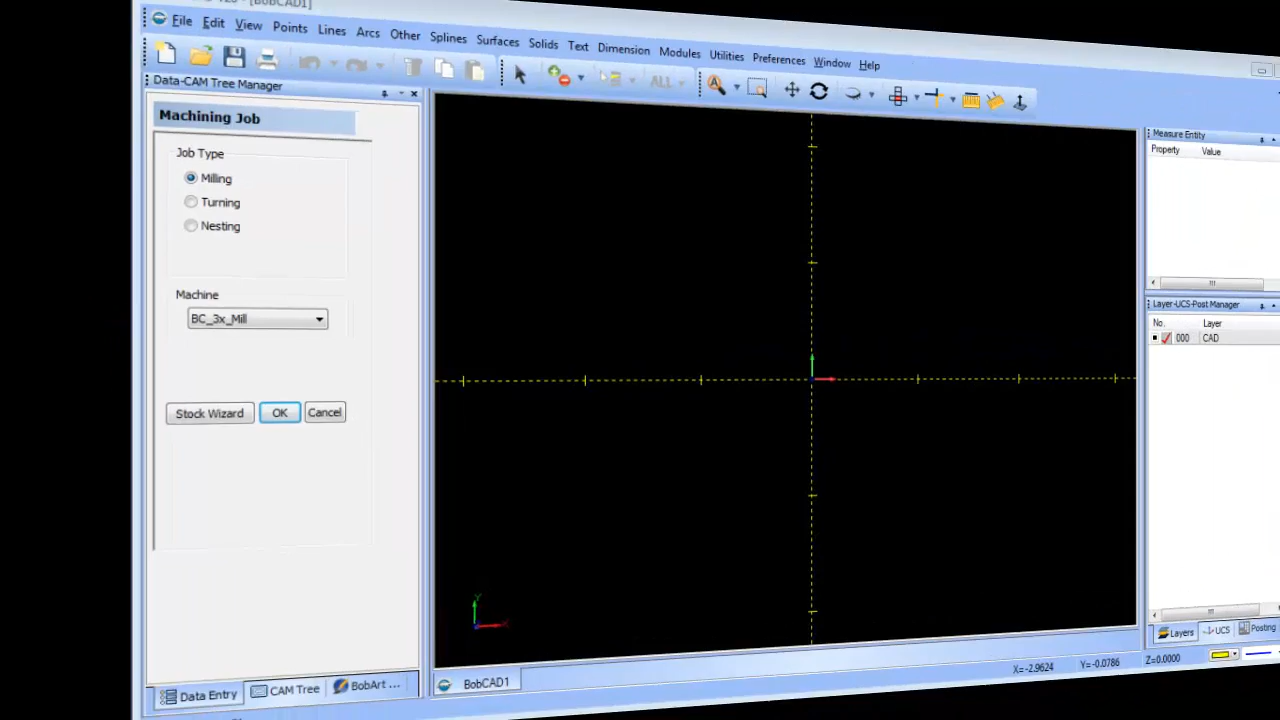 [BobCAD1]
File Edit View Points Lines Arcs Other Splines Surfaces Solids Text Dimension Modules Utilities Preferences Window Help
ALL
Data-CAM Tree Manager
Machining Job
Job Type
Milling
Turning
Nesting
Machine
BC_3x_Mill
Stock Wizard OK Cancel
Data Entry CAM Tree BobArt ...
Y
X
BobCAD1
Measure Entity
Property Value
Layer-UCS-Post Manager
No. Layer
000 CAD
Layers UCS Posting
X=-2.9624 Y=-0.0786 Z=0.0000